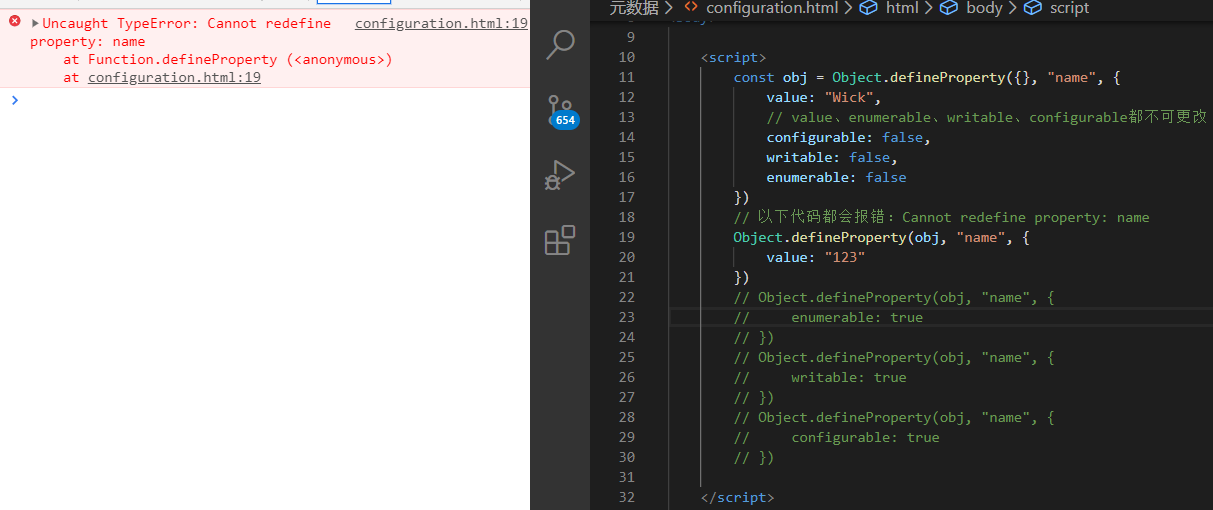 Uncaught TypeError: Cannot redefine configuration.html:19
property: name
at Function.defineProperty (<anonymous>)
at configuration.html:19
654
元数据 > configuration.html > html > body > script
9
10 <script>
11 const obj = Object.defineProperty({}, "name", {
12 value: "Wick",
13 // value、enumerable、writable、configurable都不可更改
14 configurable: false,
15 writable: false,
16 enumerable: false
17 })
18 // 以下代码都会报错：Cannot redefine property: name
19 Object.defineProperty(obj, "name", {
20 value: "123"
21 })
22 // Object.defineProperty(obj, "name", {
23 //     enumerable: true
24 // })
25 // Object.defineProperty(obj, "name", {
26 //     writable: true
27 // })
28 // Object.defineProperty(obj, "name", {
29 //     configurable: true
30 // })
31
32 </script>